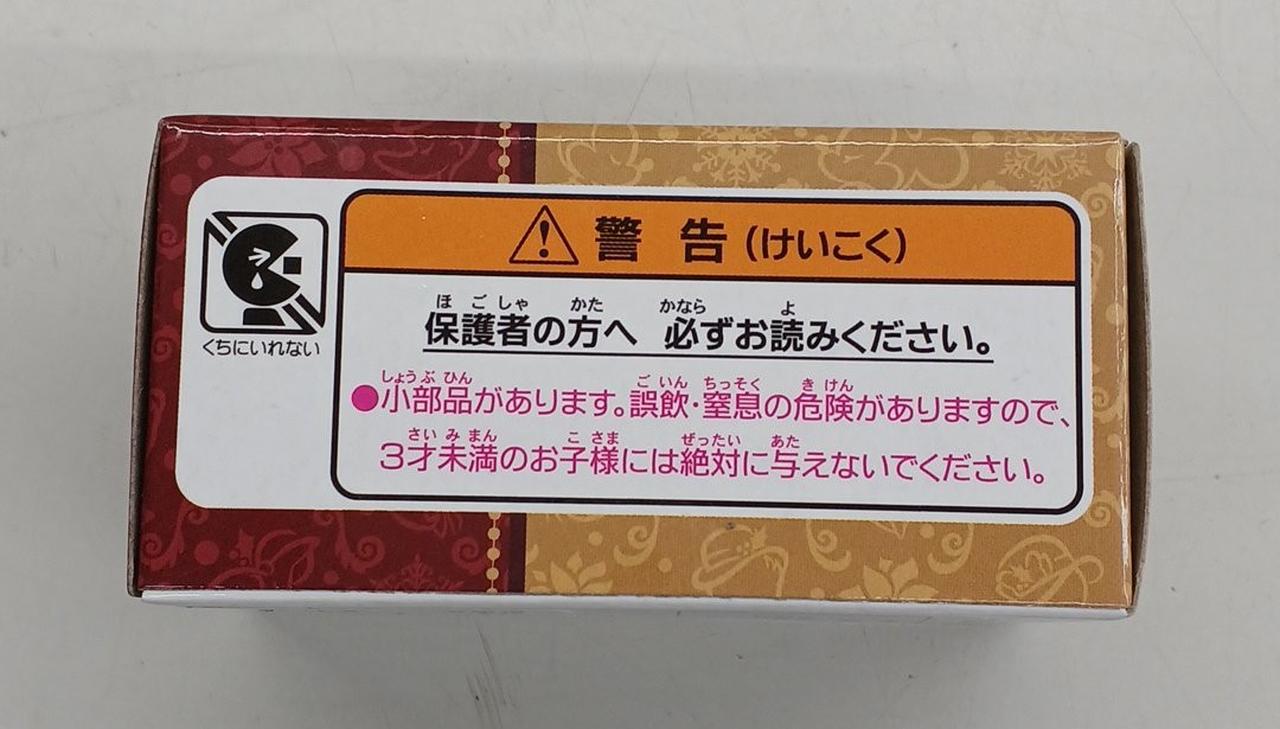 警告(けいこく)
くちにいれない
ほごしゃ かた かなら よ
保護者の方へ 必ずお読みください。
しょうぶひん ごいん ちっそく きけん
●小部品があります。誤飲・窒息の危険がありますので、
さいみまん こさま ぜったい あた
3才未満のお子様には絶対に与えないでください。